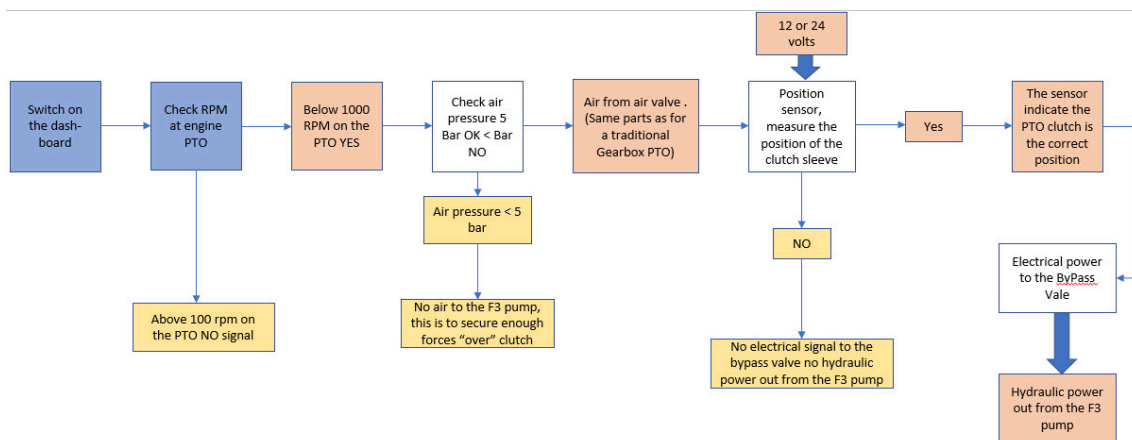 12 or 24
volts
Switch on
the dash-
board
Check RPM
at engine
PTO
Below 1000
RPM on the
PTO YES
Check air
pressure 5
Bar OK < Bar
NO
Air from air valve .
(Same parts as for
a traditional
Gearbox PTO)
Position
sensor,
measure the
position of the
clutch sleeve
Yes
The sensor
indicate the
PTO clutch is
the correct
position
Air pressure < 5
bar
NO
Electrical power
to the ByPass
Vale
Above 100 rpm on
the PTO NO signal
No air to the F3 pump,
this is to secure enough
forces “over” clutch
No electrical signal to the
bypass valve no hydraulic
power out from the F3 pump
Hydraulic power
out from the F3
pump